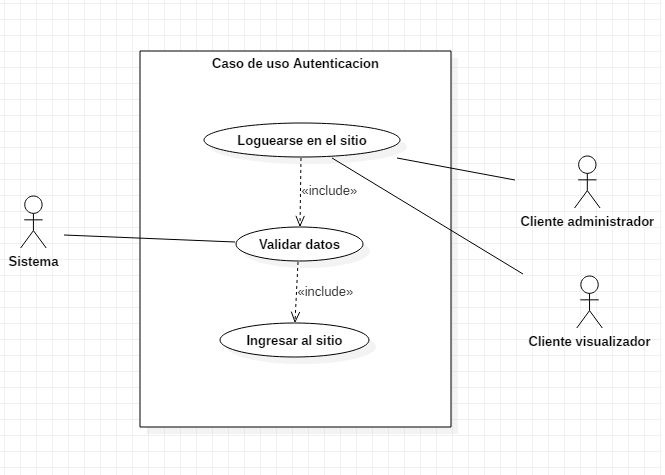 Caso de uso Autenticacion
Loguearse en el sitio
«include»
Cliente administrador
Validar datos
Sistema
«include»
Ingresar al sitio
Cliente visualizador